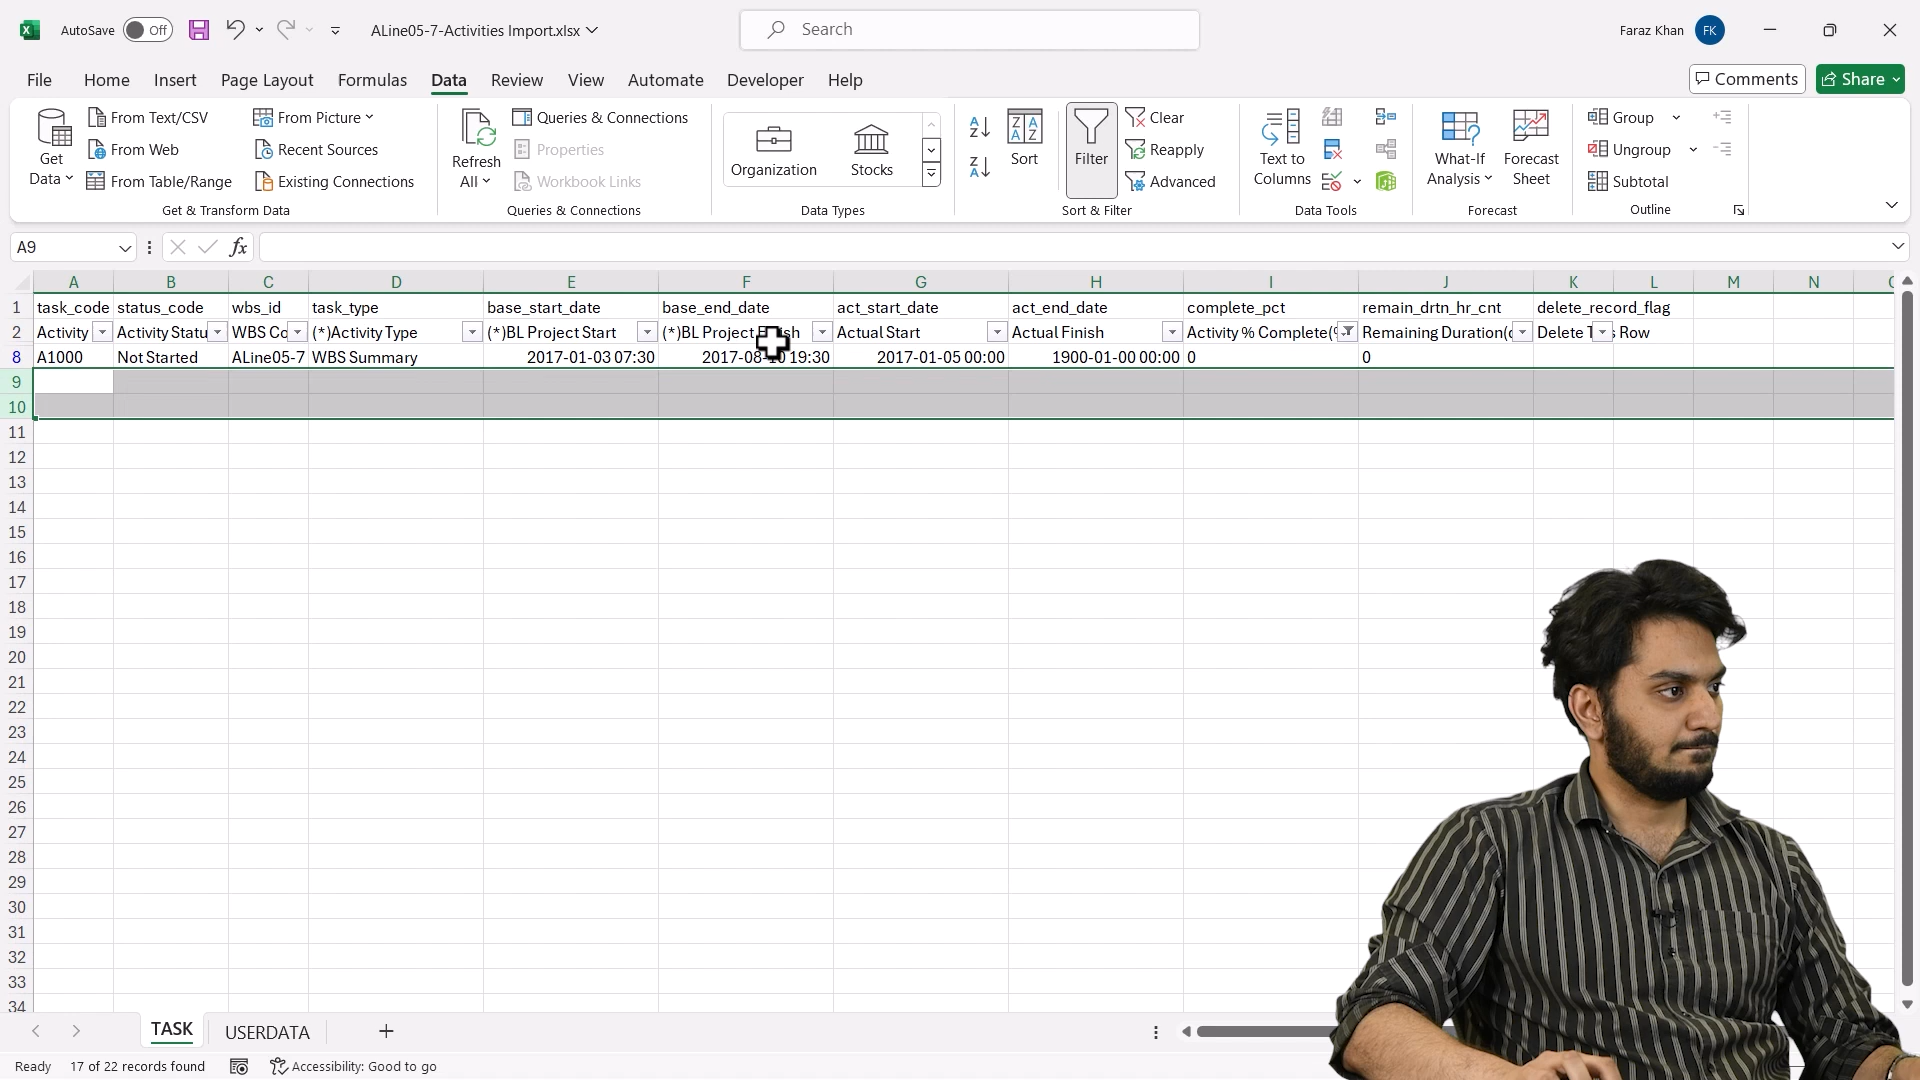 AutoSave Off ALine05-7-Activities Import.xlsx Search Faraz Khan FK
File Home Insert Page Layout Formulas Data Review View Automate Developer Help Comments Share
Get Data From Text/CSV From Web From Table/Range From Picture Recent Sources Existing Connections
Refresh All Queries & Connections Properties Workbook Links
Organization Stocks
Sort Filter Clear Reapply Advanced
Text to Columns What-If Analysis Forecast Sheet
Group Ungroup Subtotal
Get & Transform Data Queries & Connections Data Types Sort & Filter Data Tools Forecast Outline
A9 fx
A B C D E F G H I J K L M N
1 task_code status_code wbs_id task_type base_start_date base_end_date act_start_date act_end_date complete_pct remain_drtn_hr_cnt delete_record_flag
2 Activity Activity Statu WBS Co (*)Activity Type (*)BL Project Start (*)BL Project Actual Start Actual Finish Activity % Complete(% Remaining Duration( Delete Row
8 A1000 Not Started ALine05-7 WBS Summary 2017-01-03 07:30 19:30 2017-01-05 00:00 1900-01-00 00:00 0 0
9
10
11
12
13
14
15
16
17
18
19
20
21
22
23
24
25
26
27
28
29
30
31
32
33
34
TASK USERDATA
Ready 17 of 22 records found Accessibility: Good to go